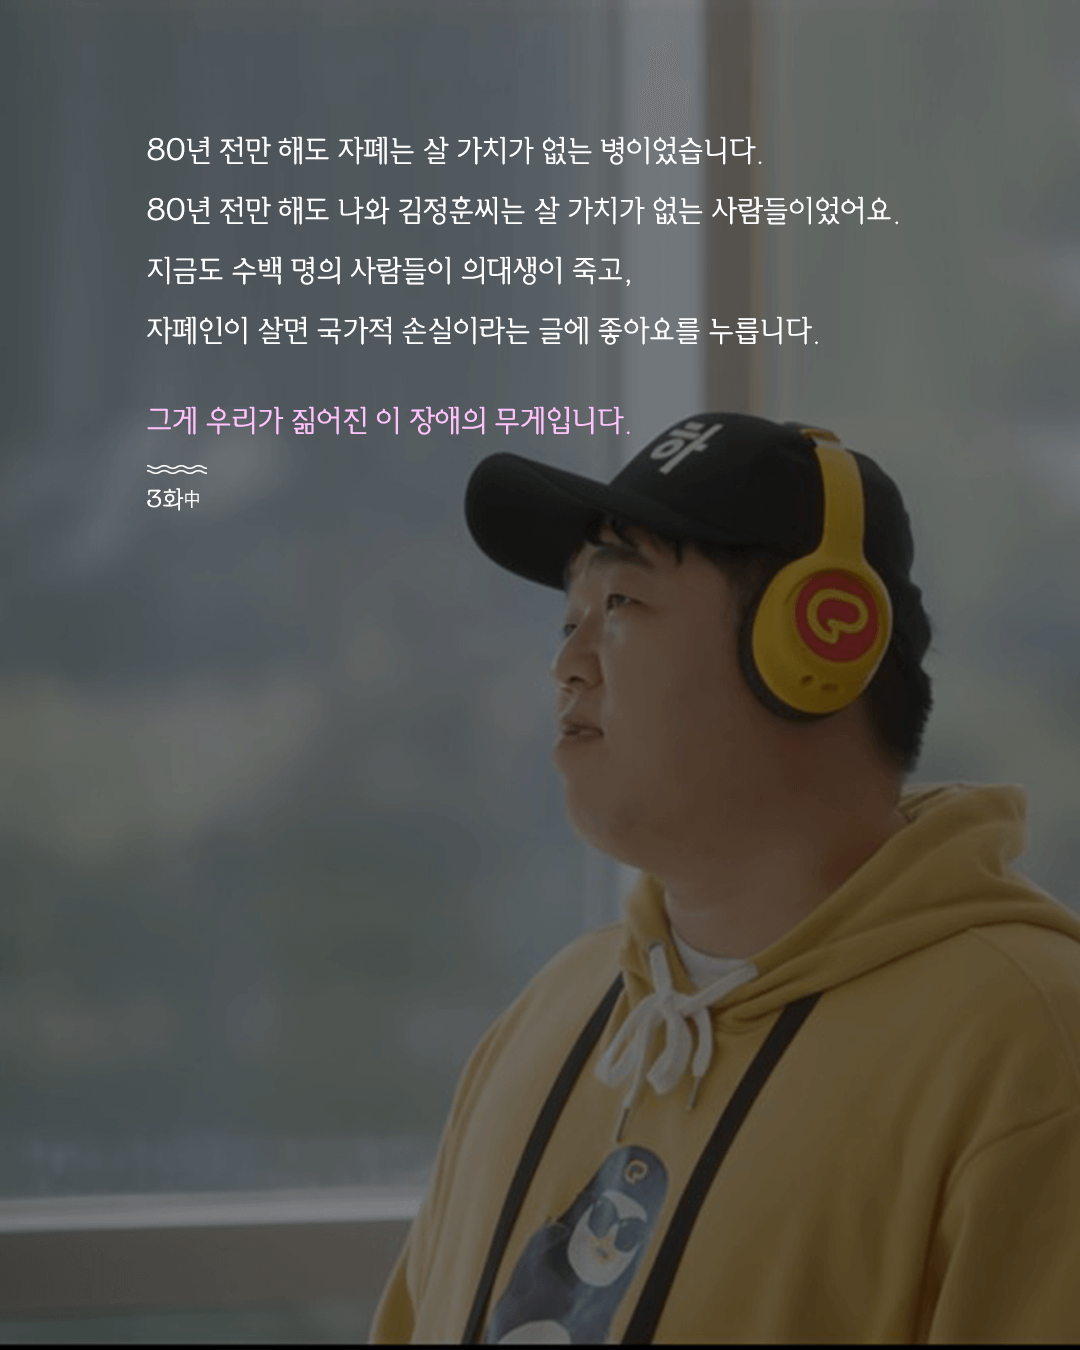 80년 전만 해도 자폐는 살 가치가 없는 병이었습니다.
80년 전만 해도 나와 김정훈씨는 살 가치가 없는 사람들이었어요.
지금도 수백 명의 사람들이 의대생이 죽고,
자폐인이 살면 국가적 손실이라는 글에 좋아요를 누릅니다.
그게 우리가 짊어진 이 장애의 무게입니다.
3화中
하